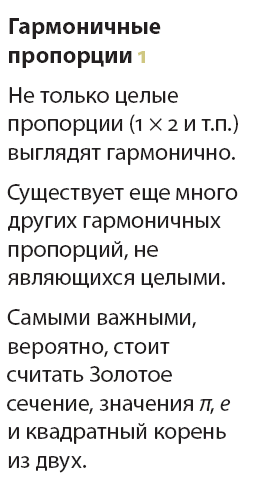 Гармоничные
пропорции 1
Не только целые
пропорции (1 × 2 и т.п.)
выглядят гармонично.
Существует еще много
других гармоничных
пропорций, не
являющихся целыми.
Самыми важными,
вероятно, стоит
считать Золотое
сечение, значения π, e
и квадратный корень
из двух.